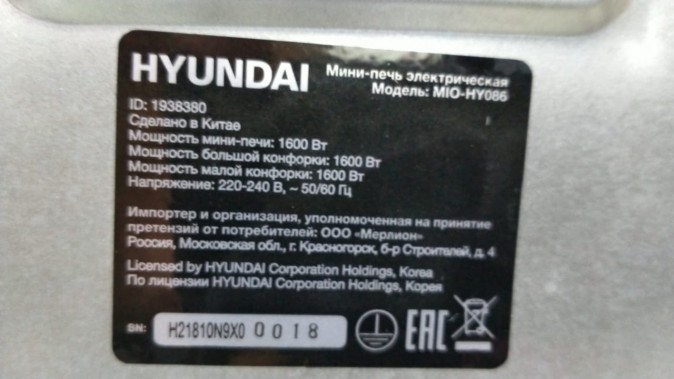 HYUNDAI
Мини-печь электрическая
Модель: MIO-HY086
ID: 1938380
Сделано в Китае
Мощность мини-печи: 1600 Вт
Мощность большой конфорки: 1600 Вт
Мощность малой конфорки: 1600 Вт
Напряжение: 220-240 В, ~ 50/60 Гц
Импортер и организация, уполномоченная на принятие
претензий от потребителей: ООО «Мерлион»
Россия, Московская обл., г. Красногорск, б-р Строителей, д. 4
Licensed by HYUNDAI Corporation Holdings, Korea
По лицензии HYUNDAI Corporation Holdings, Корея
SN: H21810N9X0 0018
EAC